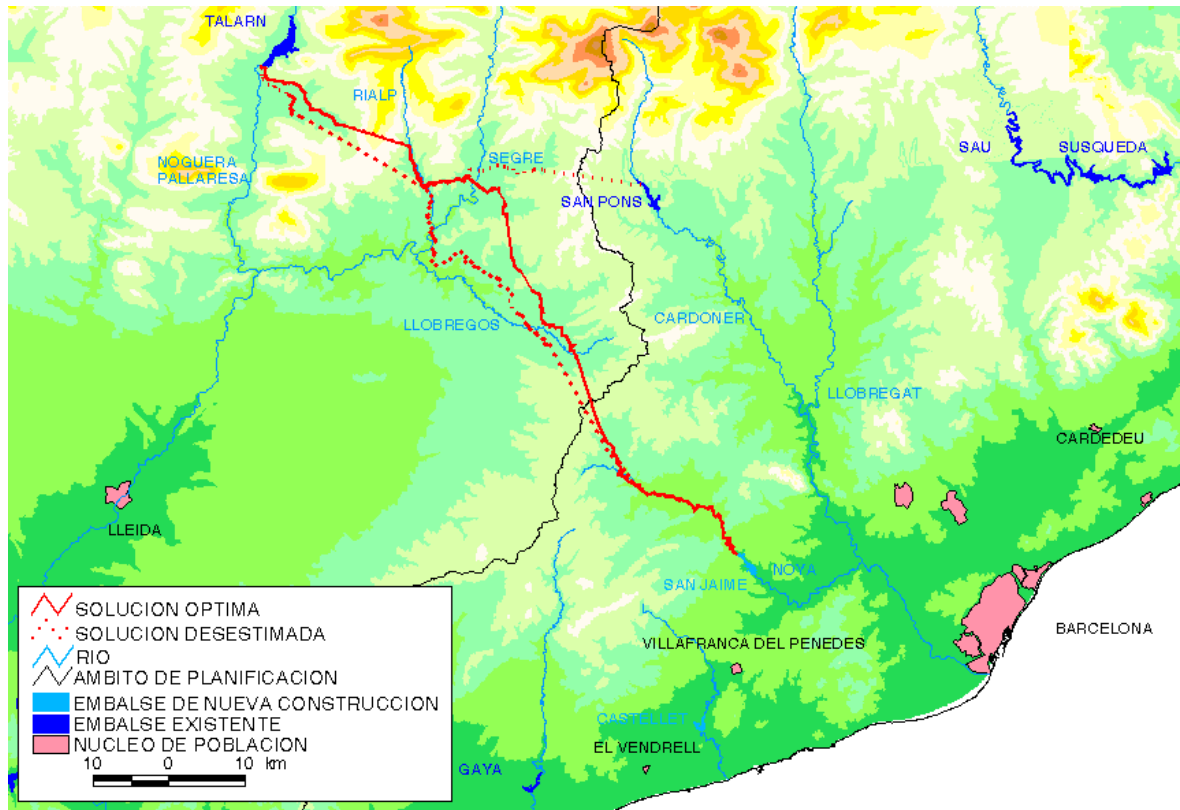 TALARN
RIALP
NOGUERA
PALLARESA
SEGRE
SAN PONS
SAU
SUSQUEDA
LLOBREGOS
CARDONER
LLOBREGAT
CARDEDEU
LLEIDA
SAN JAIME
NOYA
BARCELONA
VILLAFRANCA DEL PENEDES
CASTELLET
EL VENDRELL
GAYA
SOLUCION OPTIMA
SOLUCION DESESTIMADA
RIO
AMBITO DE PLANIFICACION
EMBALSE DE NUEVA CONSTRUCCION
EMBALSE EXISTENTE
NUCLEO DE POBLACION
10 0 10 km